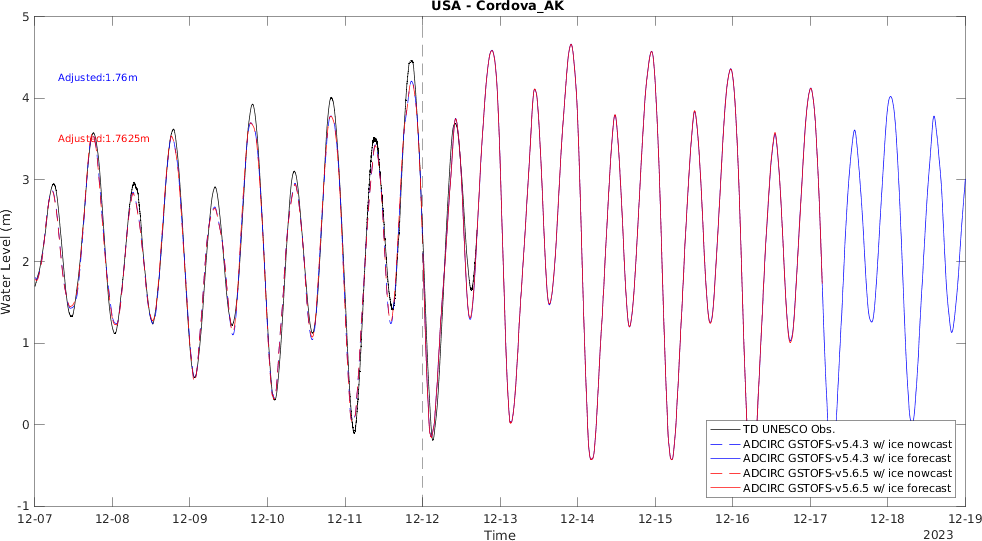 USA - Cordova_AK
5
4
3
2
1
0
-1
Water Level (m)
Adjusted:1.76m
Adjusted:1.7625m
TD UNESCO Obs.
ADCIRC GSTOFS-v5.4.3 w/ ice nowcast
ADCIRC GSTOFS-v5.4.3 w/ ice forecast
ADCIRC GSTOFS-v5.6.5 w/ ice nowcast
ADCIRC GSTOFS-v5.6.5 w/ ice forecast
12-07 12-08 12-09 12-10 12-11 12-12 12-13 12-14 12-15 12-16 12-17 12-18 12-19
Time
2023